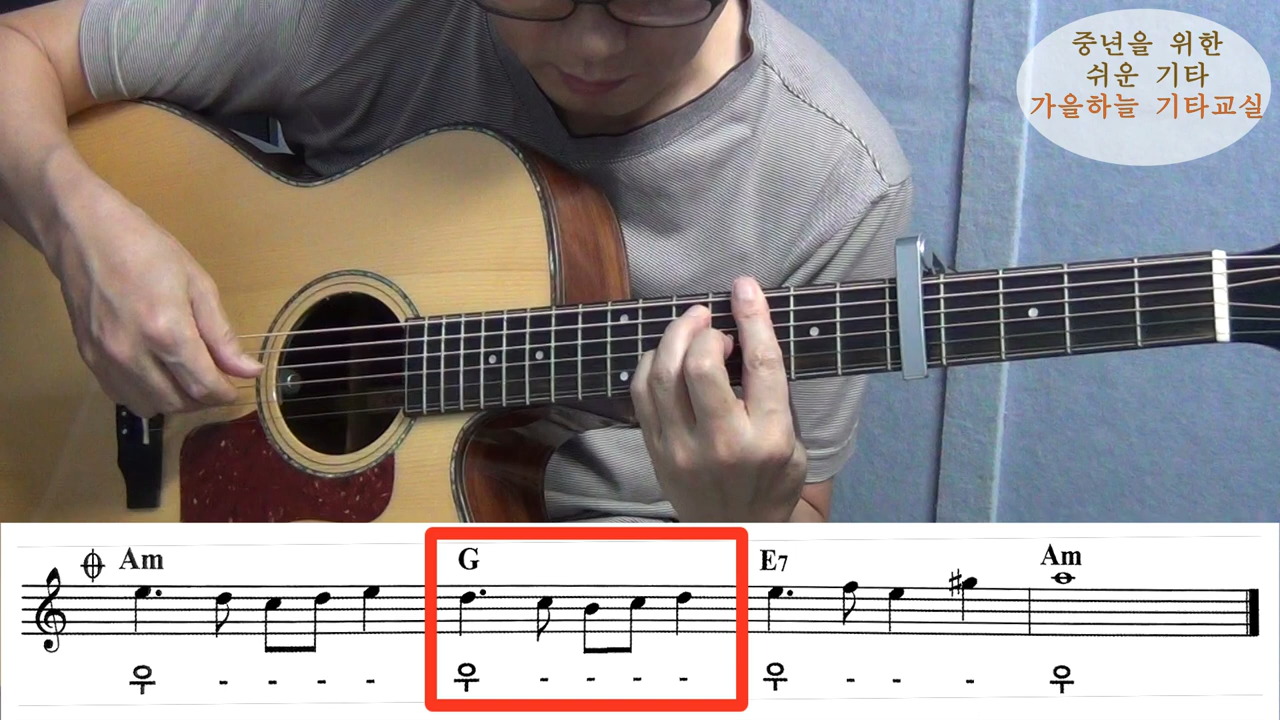 중년을 위한
쉬운 기타
가을하늘 기타교실
Am G E7 Am
우 - - - - 우 - - - - 우 - - - 우